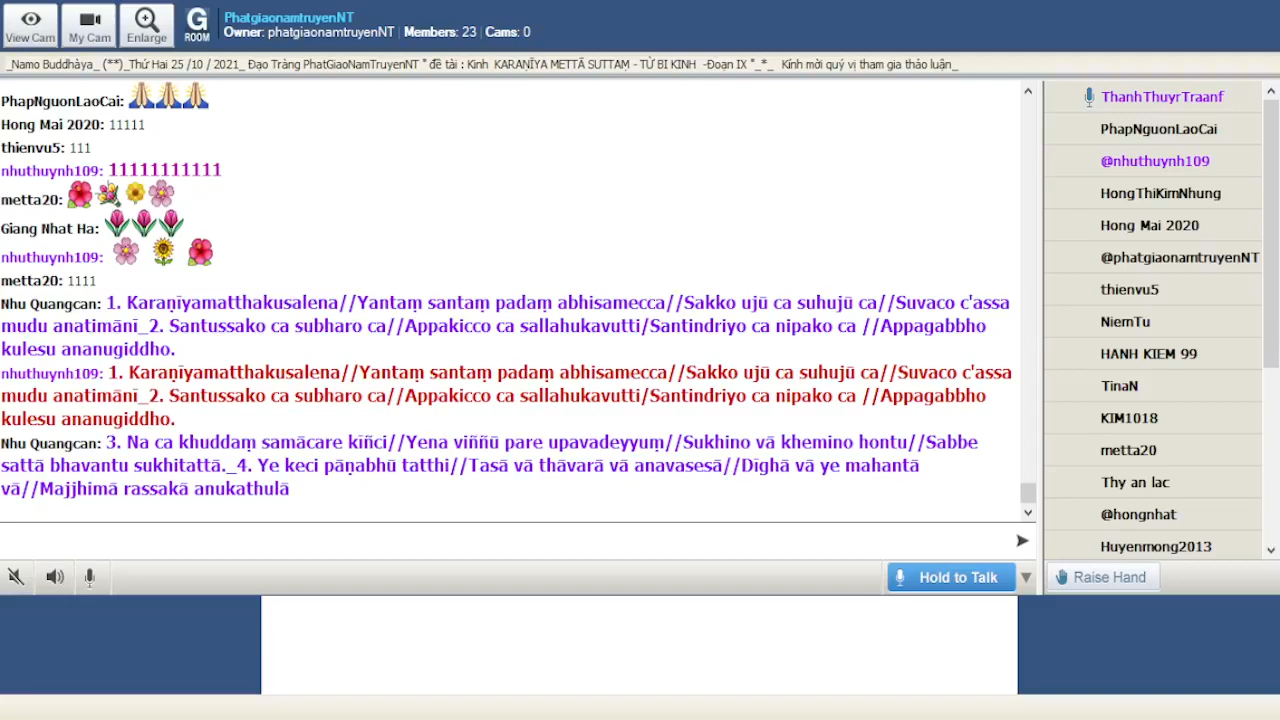 View Cam
My Cam
Enlarge
G
ROOM
PhatgiaonamtruyenNT
Owner: phatgiaonamtruyenNT | Members: 23 | Cams: 0
_Namo Buddhàya_ (**)_Thứ Hai 25 /10 / 2021_ Đạo Tràng PhatGiaoNamTruyenNT " đề tài : Kinh KARAṆĪYA METTĀ SUTTAṂ - TỪ BI KINH -Đoạn IX "_*_ Kính mời quý vị tham gia thảo luận_
PhapNguonLaoCai:
Hong Mai 2020: 11111
thienvu5: 111
nhuthuynh109: 11111111111
metta20:
Giang Nhat Ha:
nhuthuynh109:
metta20: 1111
Nhu Quangcan: 1. Karaṇīyamatthakusalena//Yantaṃ santaṃ padaṃ abhisamecca//Sakko ujū ca suhujū ca//Suvaco c'assa
mudu anatimānī_2. Santussako ca subharo ca//Appakicco ca sallahukavutti/Santindriyo ca nipako ca //Appagabbho
kulesu ananugiddho.
nhuthuynh109: 1. Karaṇīyamatthakusalena//Yantaṃ santaṃ padaṃ abhisamecca//Sakko ujū ca suhujū ca//Suvaco c'assa
mudu anatimānī_2. Santussako ca subharo ca//Appakicco ca sallahukavutti/Santindriyo ca nipako ca //Appagabbho
kulesu ananugiddho.
Nhu Quangcan: 3. Na ca khuddaṃ samācare kiñci//Yena viññū pare upavadeyyuṃ//Sukhino vā khemino hontu//Sabbe
sattā bhavantu sukhitattā._4. Ye keci pāṇabhū tatthi//Tasā vā thāvarā vā anavasesā//Dīghā vā ye mahantā
vā//Majjhimā rassakā anukathulā
ThanhThuyrTraanf
PhapNguonLaoCai
@nhuthuynh109
HongThiKimNhung
Hong Mai 2020
@phatgiaonamtruyenNT
thienvu5
NiemTu
HANH KIEM 99
TinaN
KIM1018
metta20
Thy an lac
@hongnhat
Huyenmong2013
Hold to Talk
Raise Hand